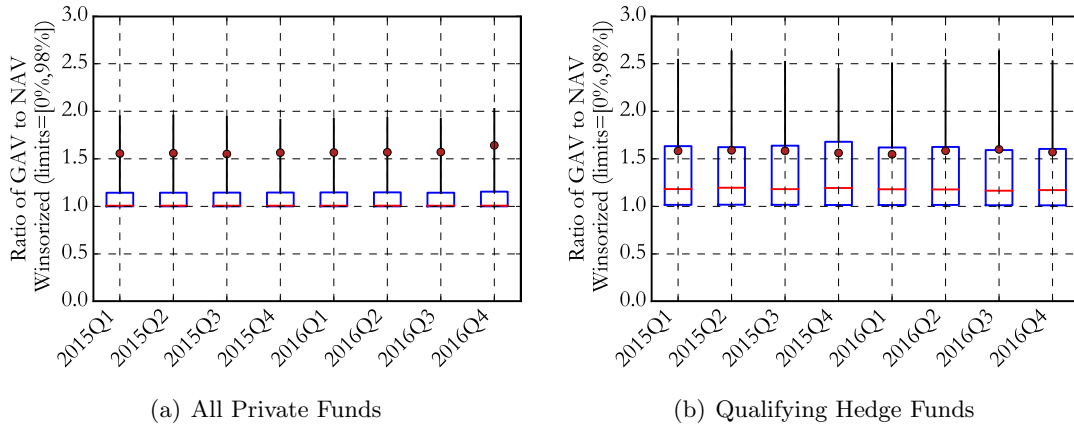 Ratio of GAV to NAV
Winsorized (limits=[0%,98%]
3.0
2.5
2.0
1.5
1.0
0.5
0.0
2015Q1
2015Q2
2015Q3
2015Q4
2016Q1
2016Q2
2016Q3
2016Q4
(a) All Private Funds
Ratio of GAV to NAV
Winsorized (limits=[0%,98%]
3.0
2.5
2.0
1.5
1.0
0.5
0.0
2015Q1
2015Q2
2015Q3
2015Q4
2016Q1
2016Q2
2016Q3
2016Q4
(b) Qualifying Hedge Funds